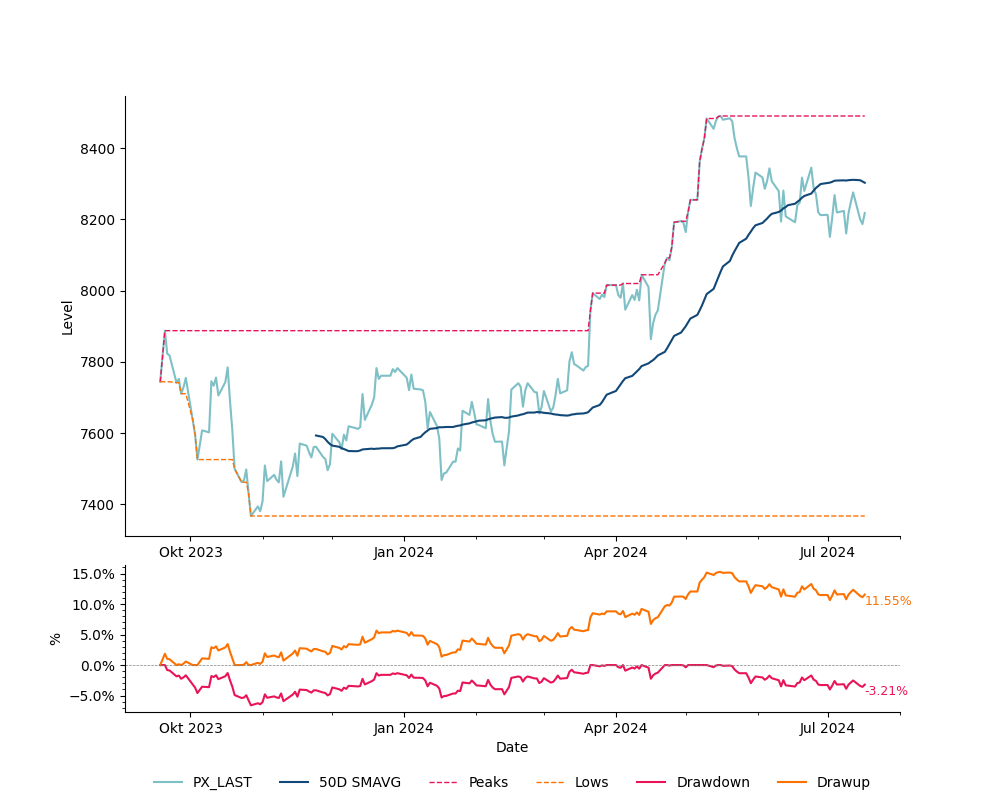 Level
8400
8200
8000
7800
7600
7400
Okt 2023
Jan 2024
Apr 2024
Jul 2024
%
15.0%
10.0%
5.0%
0.0%
−5.0%
11.55%
-3.21%
Okt 2023
Jan 2024
Apr 2024
Jul 2024
Date
PX_LAST
50D SMAVG
Peaks
Lows
Drawdown
Drawup